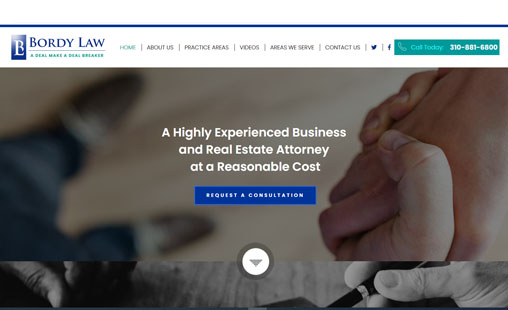 BORDY LAW
A DEAL MAKE & DEAL BREAKER
HOME
ABOUT US
PRACTICE AREAS
VIDEOS
AREAS WE SERVE
CONTACT US
Call Today: 310-881-6800
A Highly Experienced Business
and Real Estate Attorney
at a Reasonable Cost
REQUEST A CONSULTATION